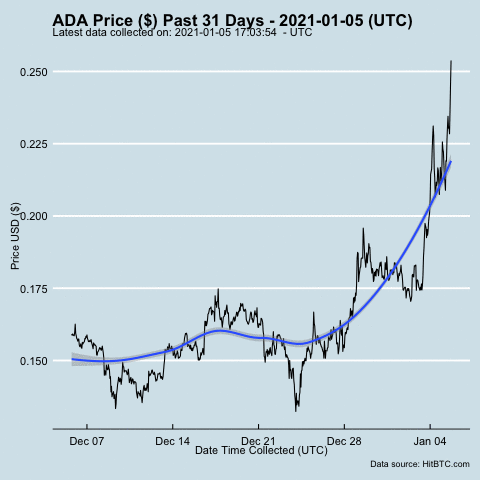 ADA Price ($) Past 31 Days - 2021-01-05 (UTC)
Latest data collected on: 2021-01-05 17:03:54  - UTC
Price USD ($)
0.250
0.225
0.200
0.175
0.150
Dec 07 Dec 14 Dec 21 Dec 28 Jan 04
Date Time Collected (UTC)
Data source: HitBTC.com